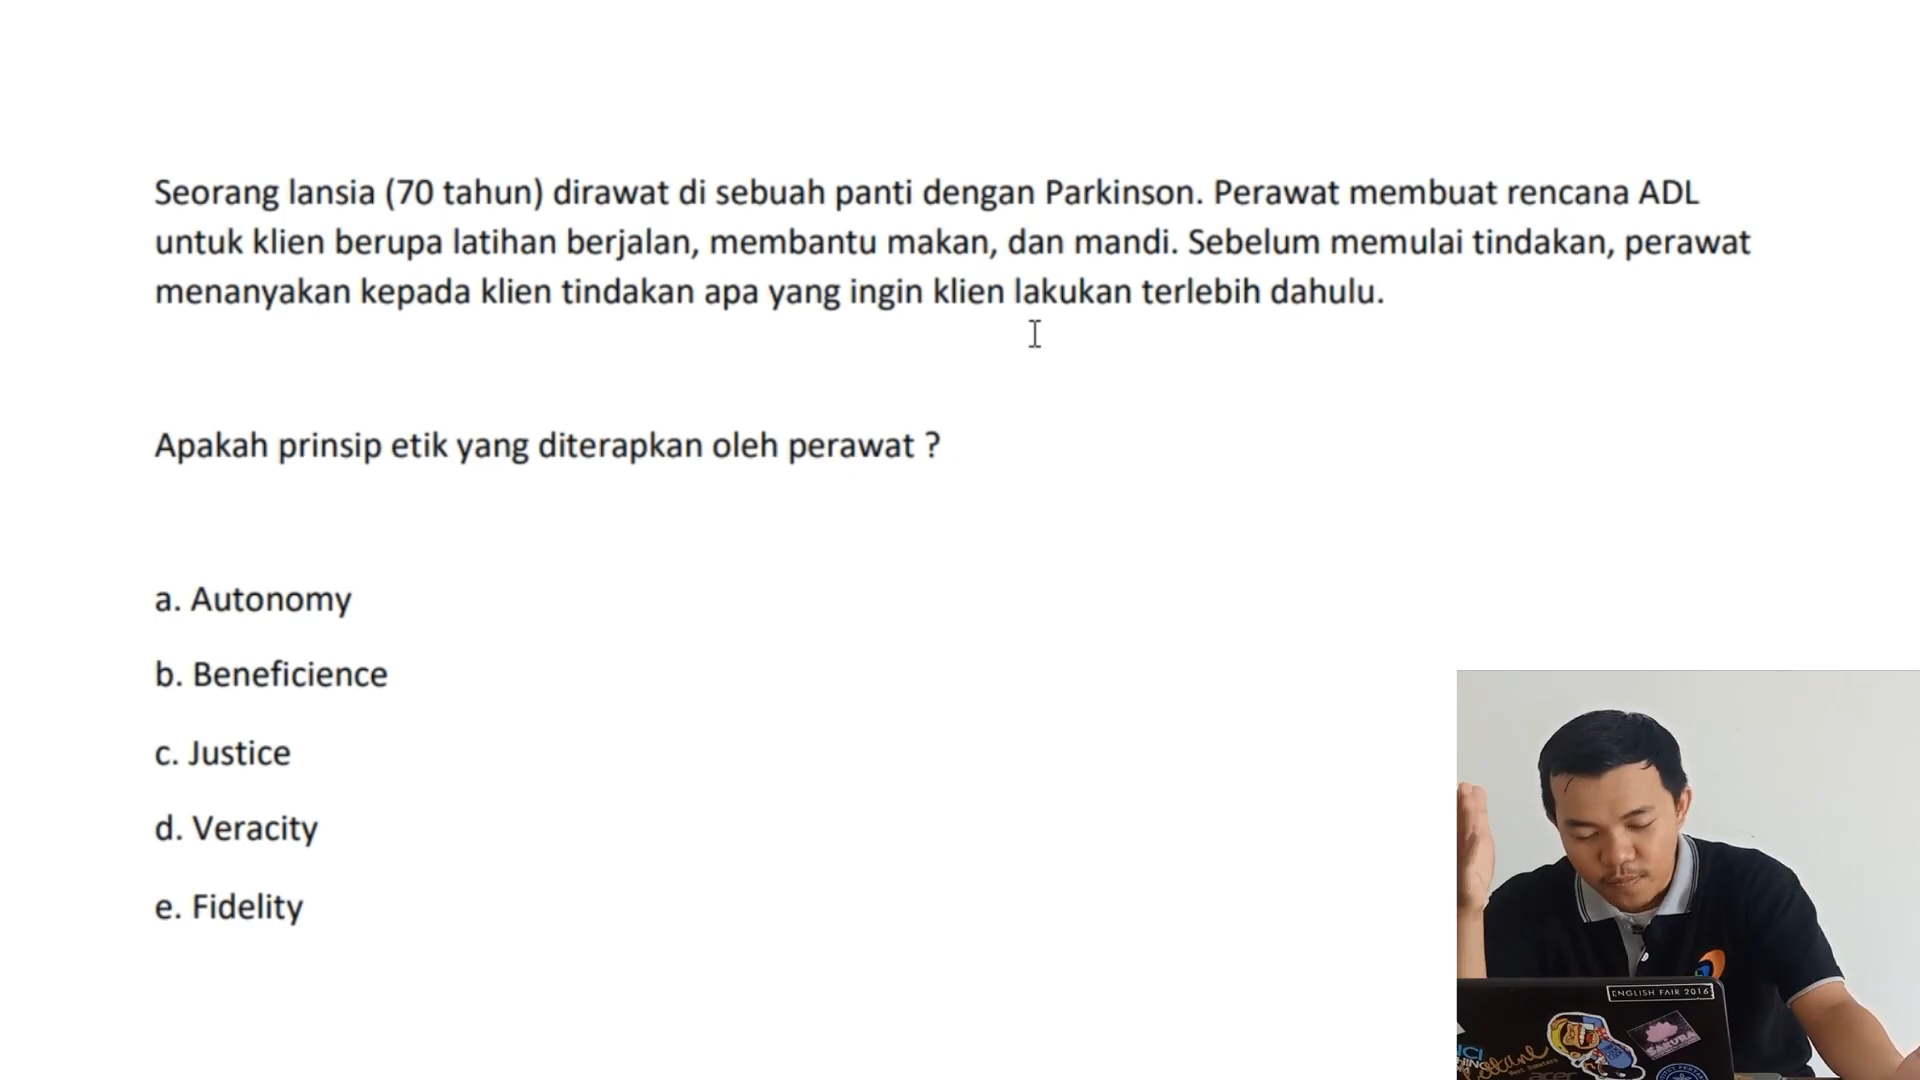 Seorang lansia (70 tahun) dirawat di sebuah panti dengan Parkinson. Perawat membuat rencana ADL
untuk klien berupa latihan berjalan, membantu makan, dan mandi. Sebelum memulai tindakan, perawat
menanyakan kepada klien tindakan apa yang ingin klien lakukan terlebih dahulu.
Apakah prinsip etik yang diterapkan oleh perawat ?
a. Autonomy
b. Beneficience
c. Justice
d. Veracity
e. Fidelity
ENGLISH FAIR 2016
SAKURA
acer